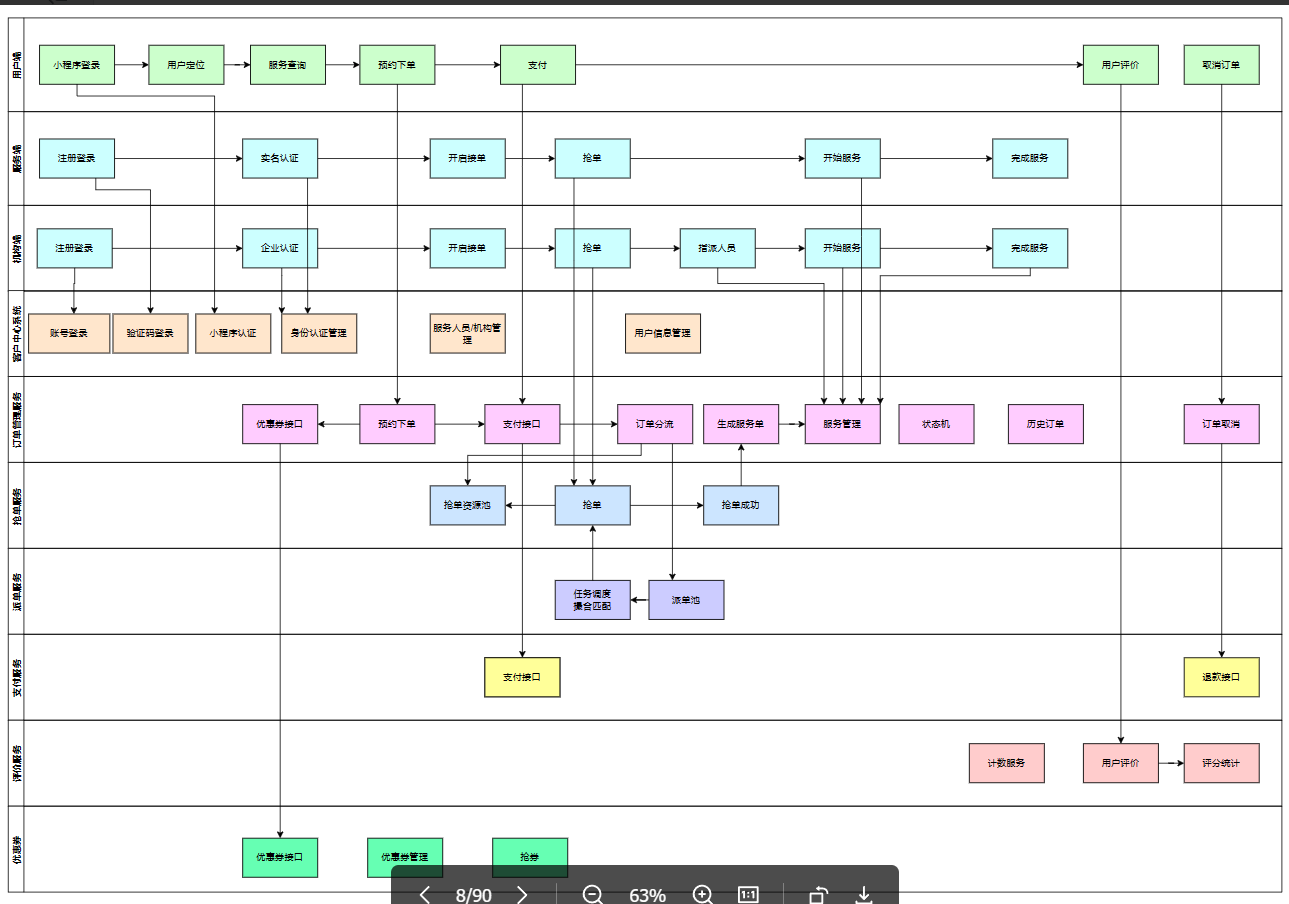 用户端
小程序登录
用户定位
服务查询
预约下单
支付
用户评价
取消订单
服务端
注册登录
实名认证
开启接单
抢单
开始服务
完成服务
机构端
注册登录
企业认证
开启接单
抢单
指派人员
开始服务
完成服务
客户中心系统
账号登录
验证码登录
小程序认证
身份认证管理
服务人员/机构管
理
用户信息管理
订单管理服务
优惠券接口
预约下单
支付接口
订单分流
生成服务单
服务管理
状态机
历史订单
订单取消
抢单服务
抢单资源池
抢单
抢单成功
派单服务
任务调度
撮合匹配
派单池
支付服务
支付接口
退款接口
评价服务
计数服务
用户评价
评分统计
优惠券
优惠券接口
优惠券管理
抢券
8/90
63%
1:1